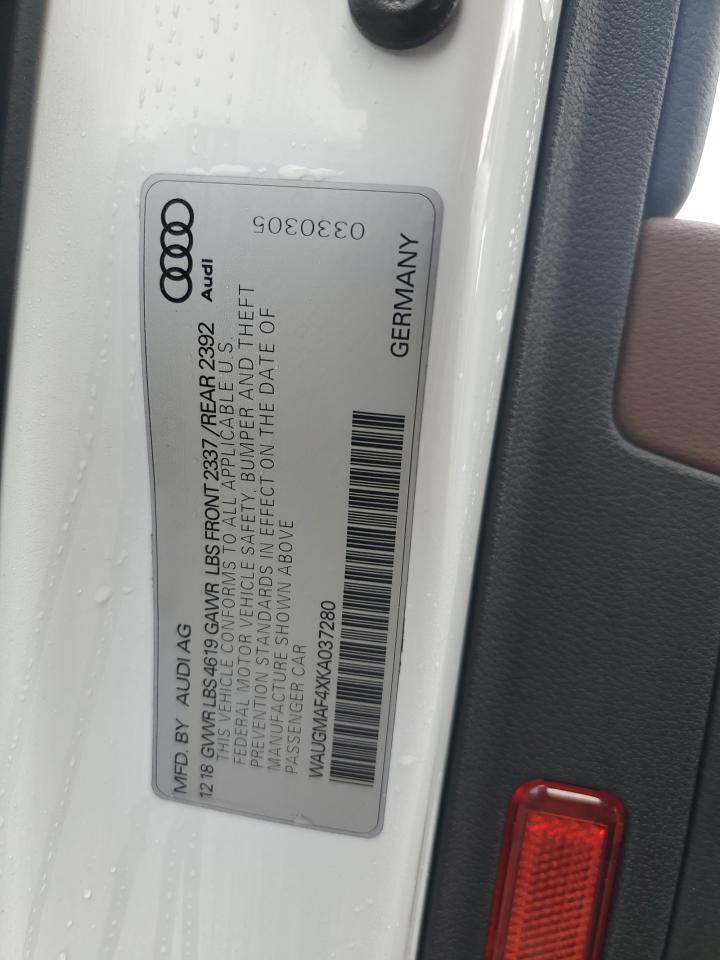 MFD. BY AUDI AG
12 18 GVWR LBS 4619 GAWR LBS FRONT 2337 / REAR 2392
THIS VEHICLE CONFORMS TO ALL APPLICABLE U.S.
FEDERAL MOTOR VEHICLE SAFETY, BUMPER AND THEFT
PREVENTION STANDARDS IN EFFECT ON THE DATE OF
MANUFACTURE SHOWN ABOVE
PASSENGER CAR
WAUGMAF4XKA037280
Audi
0330305
GERMANY